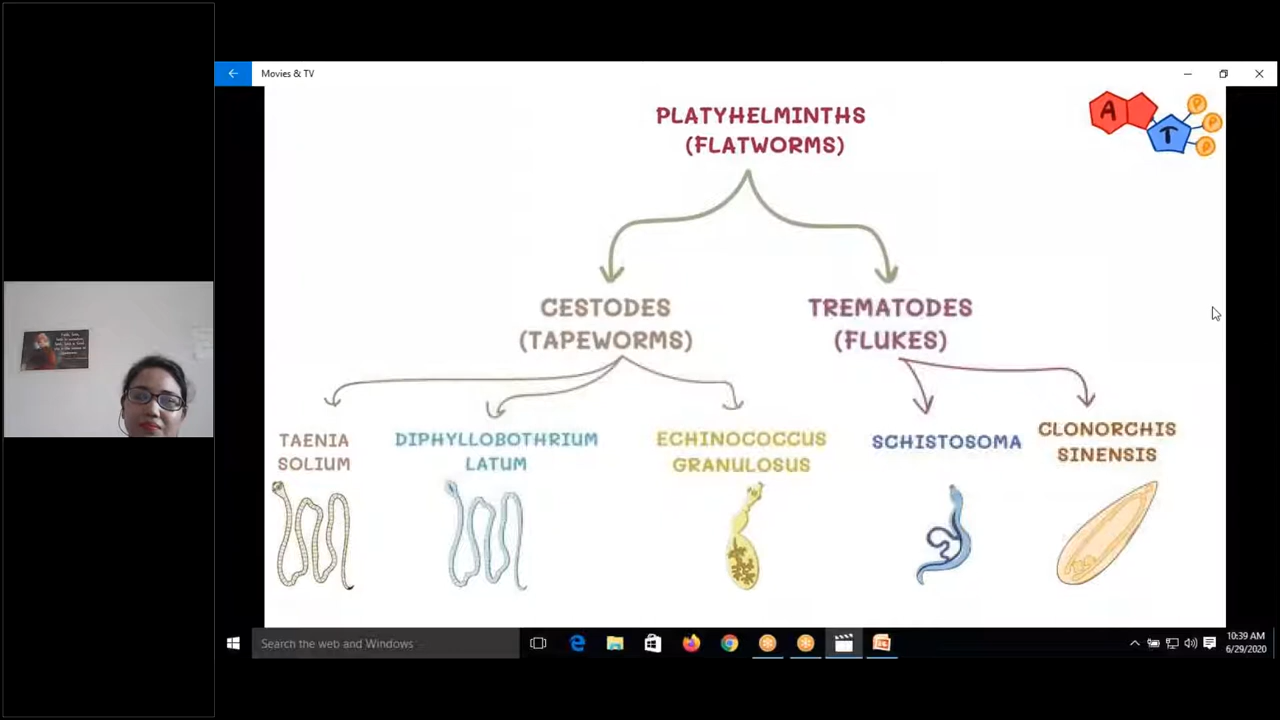 Movies & TV
PLATYHELMINTHS
(FLATWORMS)
A
T
P
P
P
CESTODES
(TAPEWORMS)
TREMATODES
(FLUKES)
TAENIA
SOLIUM
DIPHYLLOBOTHRIUM
LATUM
ECHINOCOCCUS
GRANULOSUS
SCHISTOSOMA
CLONORCHIS
SINENSIS
Search the web and Windows
10:39 AM
6/29/2020